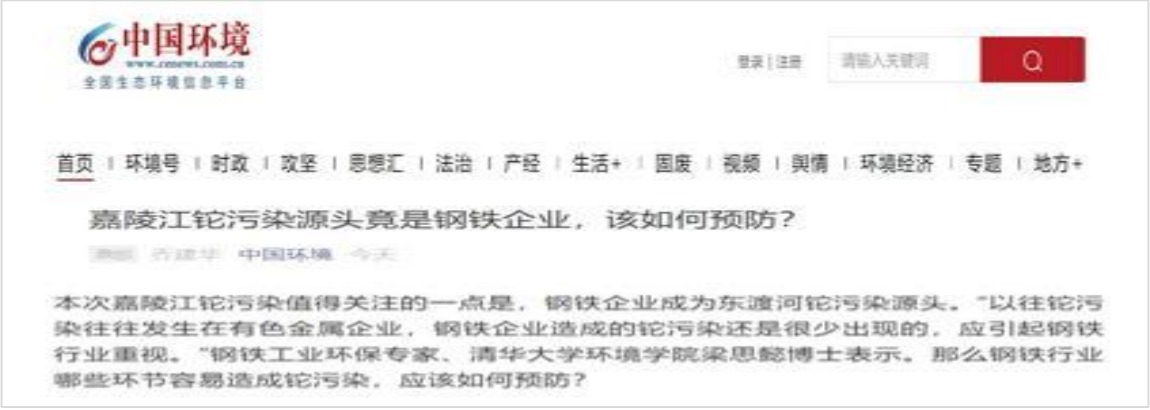 中国环境
www.cenews.com.cn
全国生态环境信息平台
登录 | 注册
请输入关键词
首页 | 环境号 | 时政 | 攻坚 | 思想汇 | 法治 | 产经 | 生活+ | 固废 | 视频 | 舆情 | 环境经济 | 专题 | 地方+
嘉陵江铊污染源头竟是钢铁企业，该如何预防？
中国环境 今天
本次嘉陵江铊污染值得关注的一点是，钢铁企业成为东渡河铊污染源头。“以往铊污
染往往发生在有色金属企业，钢铁企业造成的铊污染还是很少出现的，应引起钢铁
行业重视。”钢铁工业环保专家、清华大学环境学院梁思懿博士表示。那么钢铁行业
哪些环节容易造成铊污染，应该如何预防？